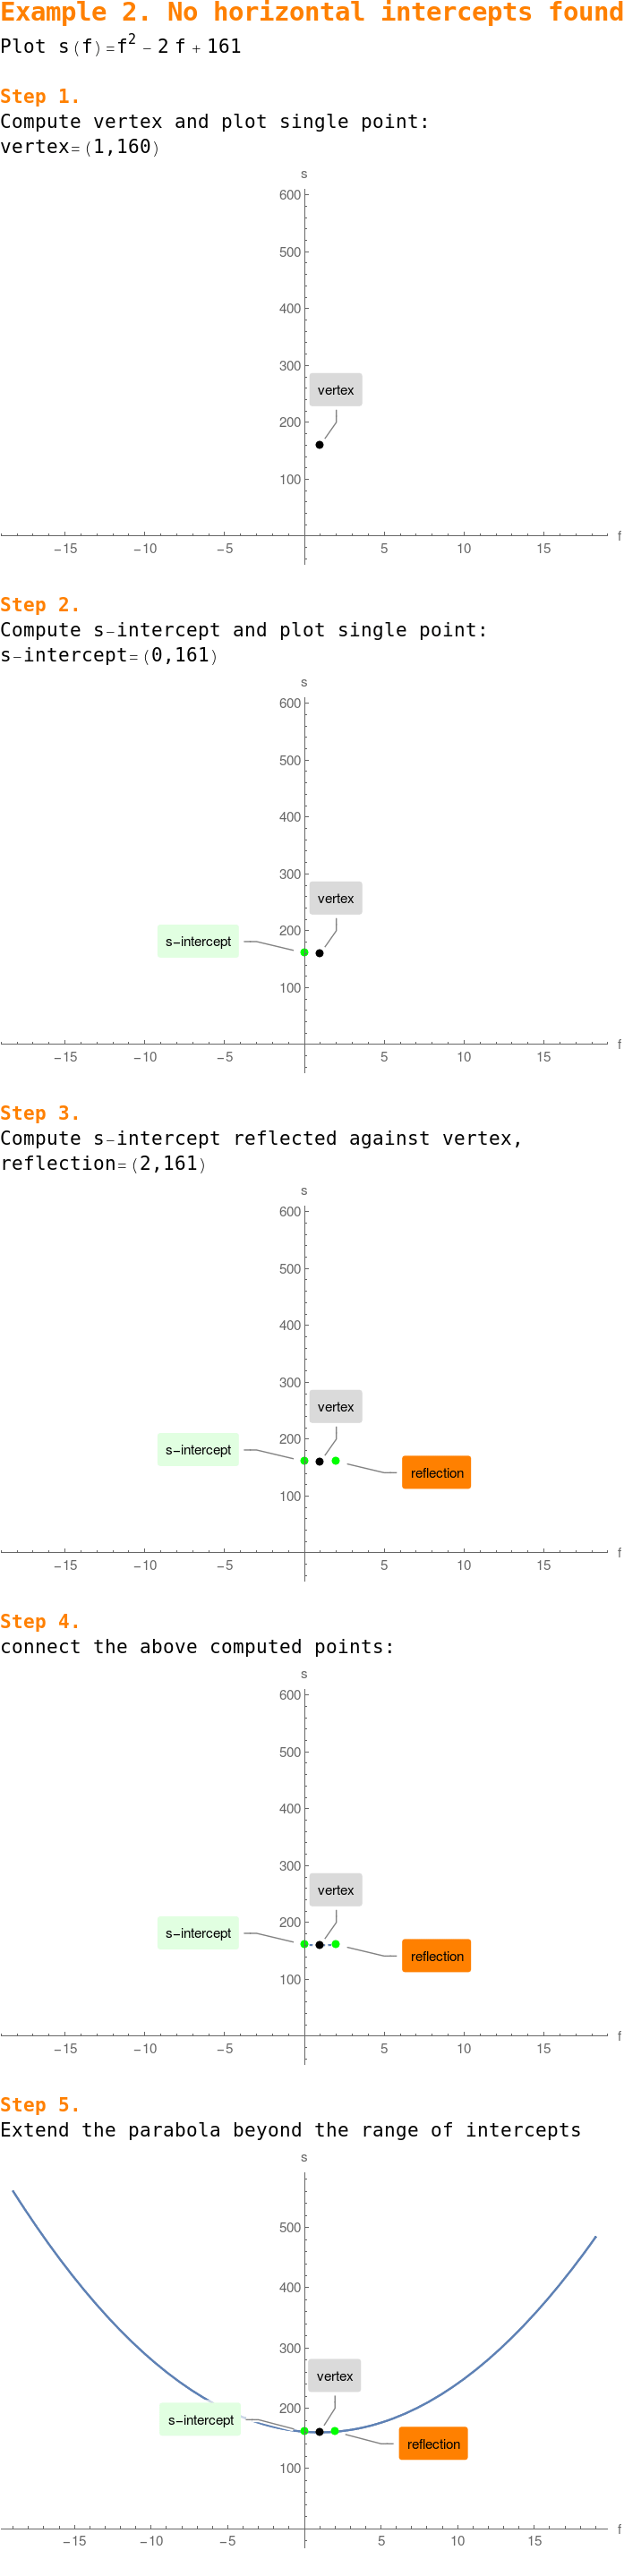 Example 2. No horizontal intercepts found
Plot s(f)=f² − 2 f + 161
Step 1.
Compute vertex and plot single point:
vertex=(1,160)
s
600
500
400
300
vertex
200
100
−15 −10 −5 5 10 15 f
Step 2.
Compute s−intercept and plot single point:
s−intercept=(0,161)
s
600
500
400
300
vertex
200
s−intercept
100
−15 −10 −5 5 10 15 f
Step 3.
Compute s−intercept reflected against vertex,
reflection=(2,161)
s
600
500
400
300
vertex
200
s−intercept
reflection
100
−15 −10 −5 5 10 15 f
Step 4.
connect the above computed points:
s
600
500
400
300
vertex
200
s−intercept
reflection
100
−15 −10 −5 5 10 15 f
Step 5.
Extend the parabola beyond the range of intercepts
s
500
400
300
vertex
200
s−intercept
reflection
100
−15 −10 −5 5 10 15 f